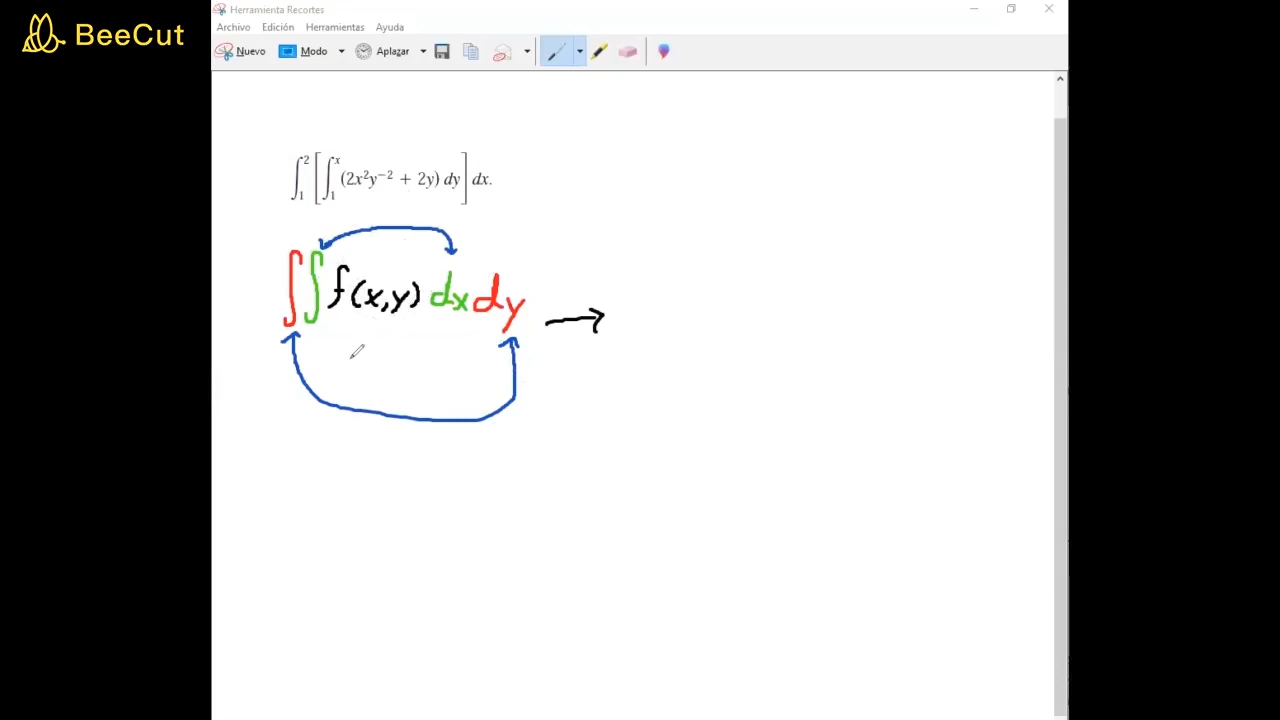 BeeCut
Herramienta Recortes
Archivo Edición Herramientas Ayuda
Nuevo Modo Aplazar
∫₁² [∫₁ˣ (2x²y⁻² + 2y) dy] dx.
∫∫ f(x,y) dx dy →